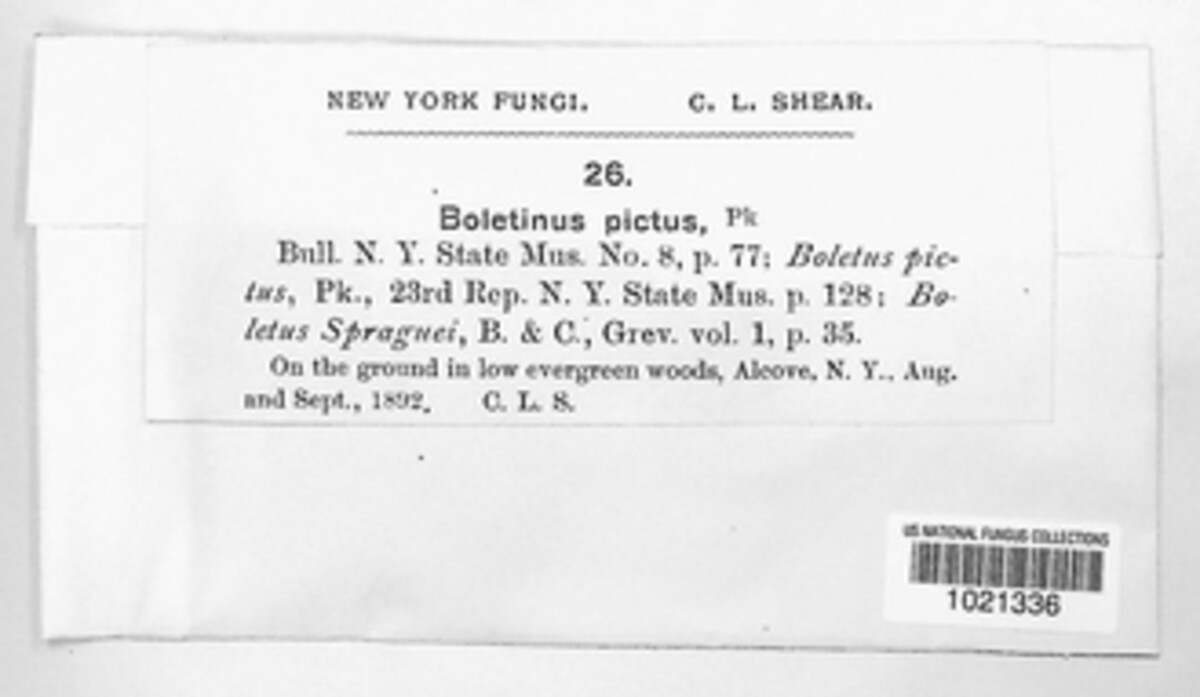 NEW YORK FUNGI. C. L. SHEAR.
26.
Boletinus pictus, Pk
Bull. N. Y. State Mus. No. 8, p. 77; Boletus pic-
tus, Pk., 23rd Rep. N. Y. State Mus. p. 128; Bo-
letus Spraguei, B. & C., Grev. vol. 1, p. 35.
On the ground in low evergreen woods, Alcove, N. Y., Aug.
and Sept., 1892. C. L. S.
US NATIONAL FUNGUS COLLECTIONS
1021336